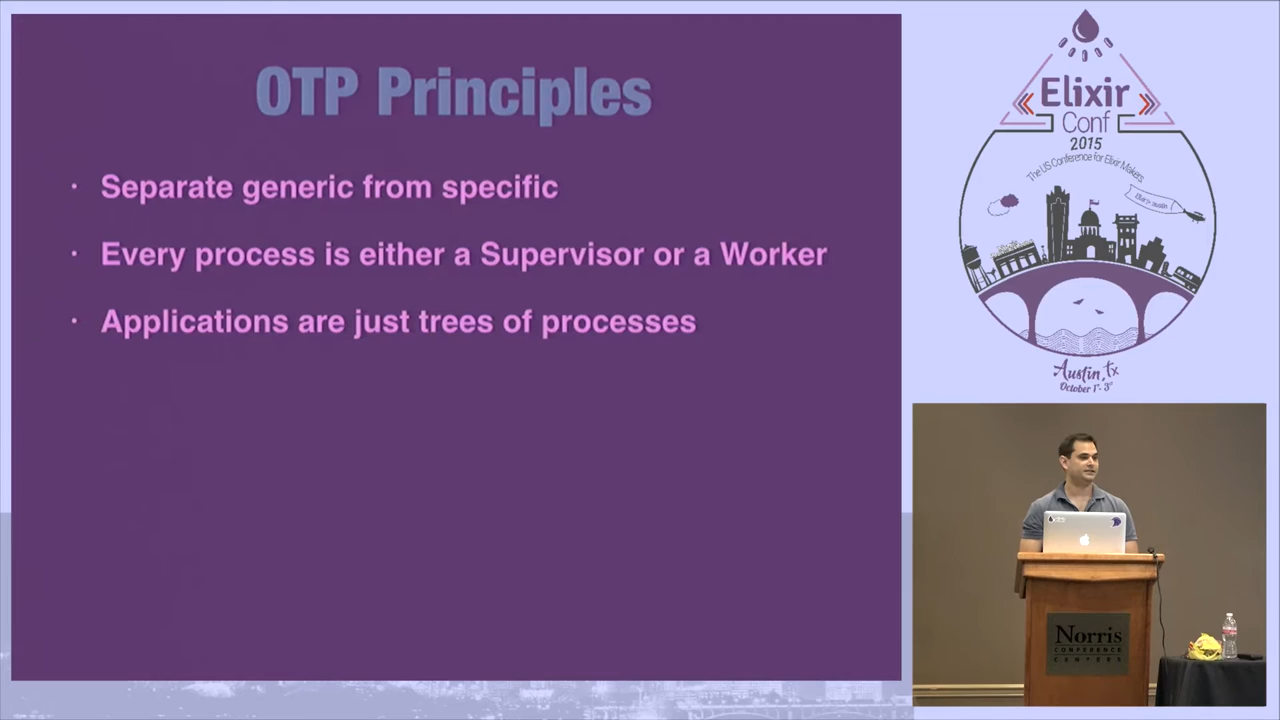 OTP Principles
· Separate generic from specific
· Every process is either a Supervisor or a Worker
· Applications are just trees of processes
Elixir
Conf
2015
The US Conference for Elixir Makers
Austin, Tx
October 1st - 3rd
Norris
CONFERENCE
CENTERS